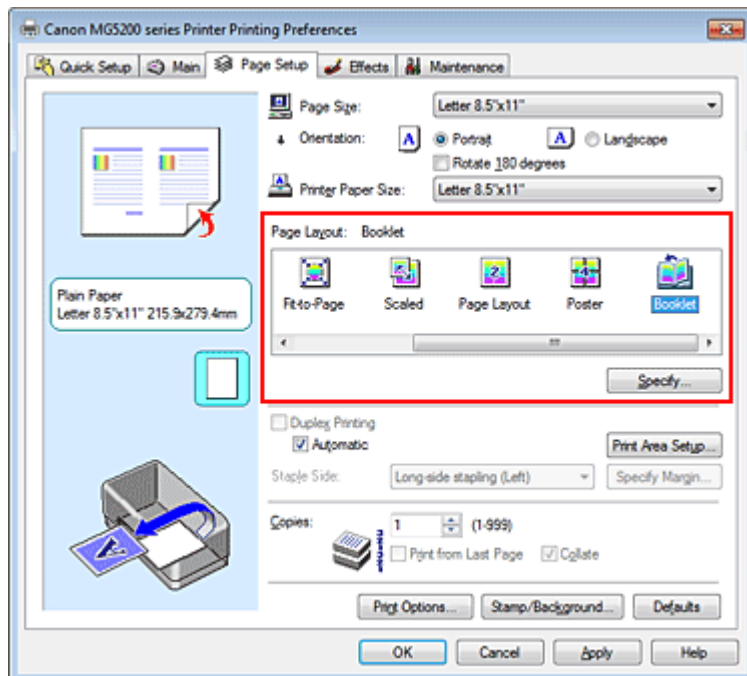 Canon MG5200 series Printer Printing Preferences
Quick Setup Main Page Setup Effects Maintenance
Page Size: Letter 8.5"x11"
Orientation: A Portrait A Landscape
Rotate 180 degrees
Printer Paper Size: Letter 8.5"x11"
Page Layout: Booklet
Fit-to-Page Scaled Page Layout Poster Booklet
Plain Paper
Letter 8.5"x11" 215.9x279.4mm
Specify...
Duplex Printing
Automatic
Print Area Setup...
Staple Side: Long-side stapling (Left) Specify Margin...
Copies: 1 (1-999)
Print from Last Page Collate
Print Options... Stamp/Background... Defaults
OK Cancel Apply Help